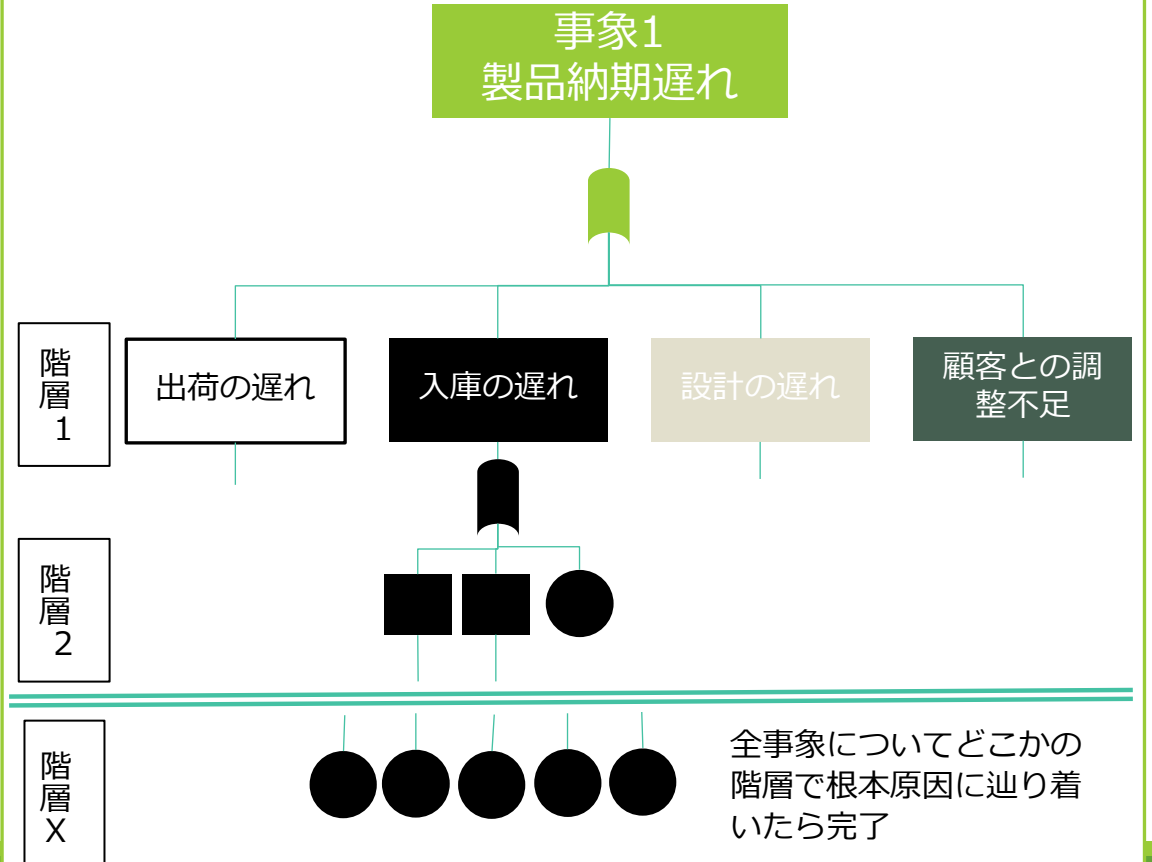 事象1
製品納期遅れ
階
層
1
出荷の遅れ
入庫の遅れ
設計の遅れ
顧客との調
整不足
階
層
2
階
層
X
全事象についてどこかの
階層で根本原因に辿り着
いたら完了